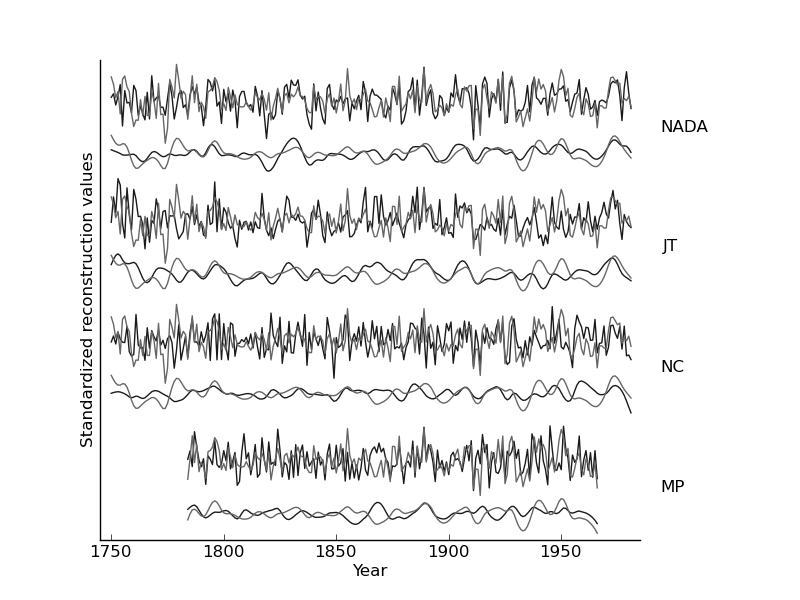 Standardized reconstruction values
NADA
JT
NC
MP
1750 1800 1850 1900 1950
Year